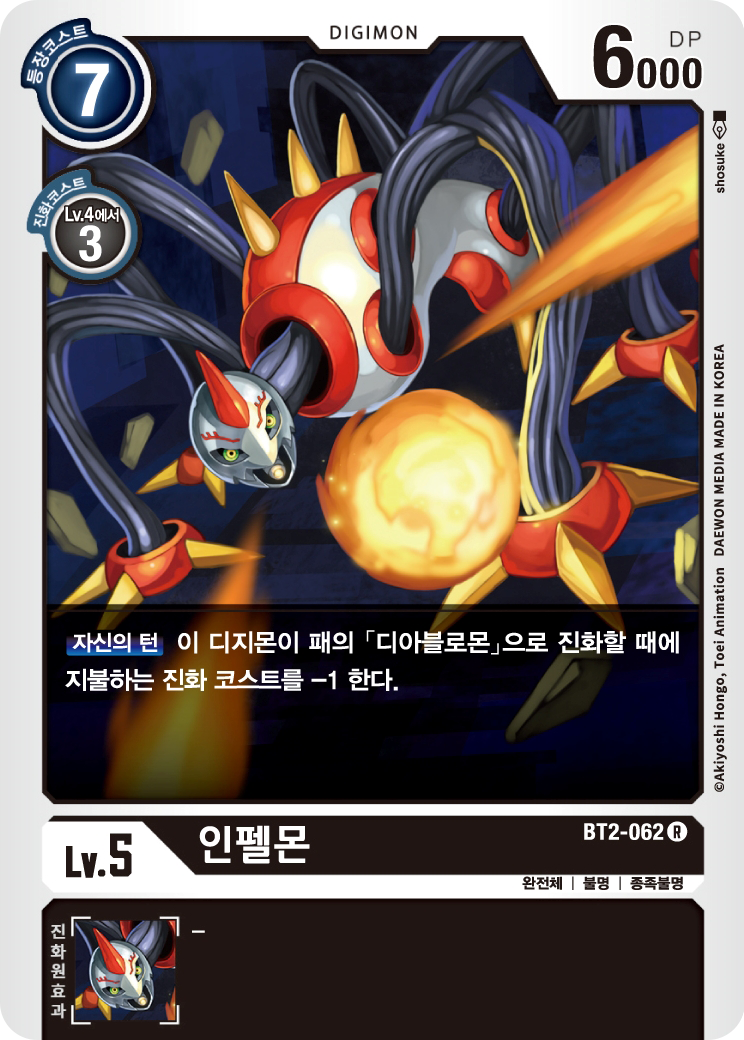 DIGIMON
등장코스트
7
DP
6000
진화코스트
Lv.4에서
3
shosuke
자신의 턴 이 디지몬이 패의 「디아블로몬」으로 진화할 때에
지불하는 진화 코스트를 -1 한다.
©Akiyoshi Hongo, Toei Animation DAEWON MEDIA MADE IN KOREA
Lv.5
인펠몬
BT2-062 R
완전체 | 불명 | 종족불명
진화원효과
–